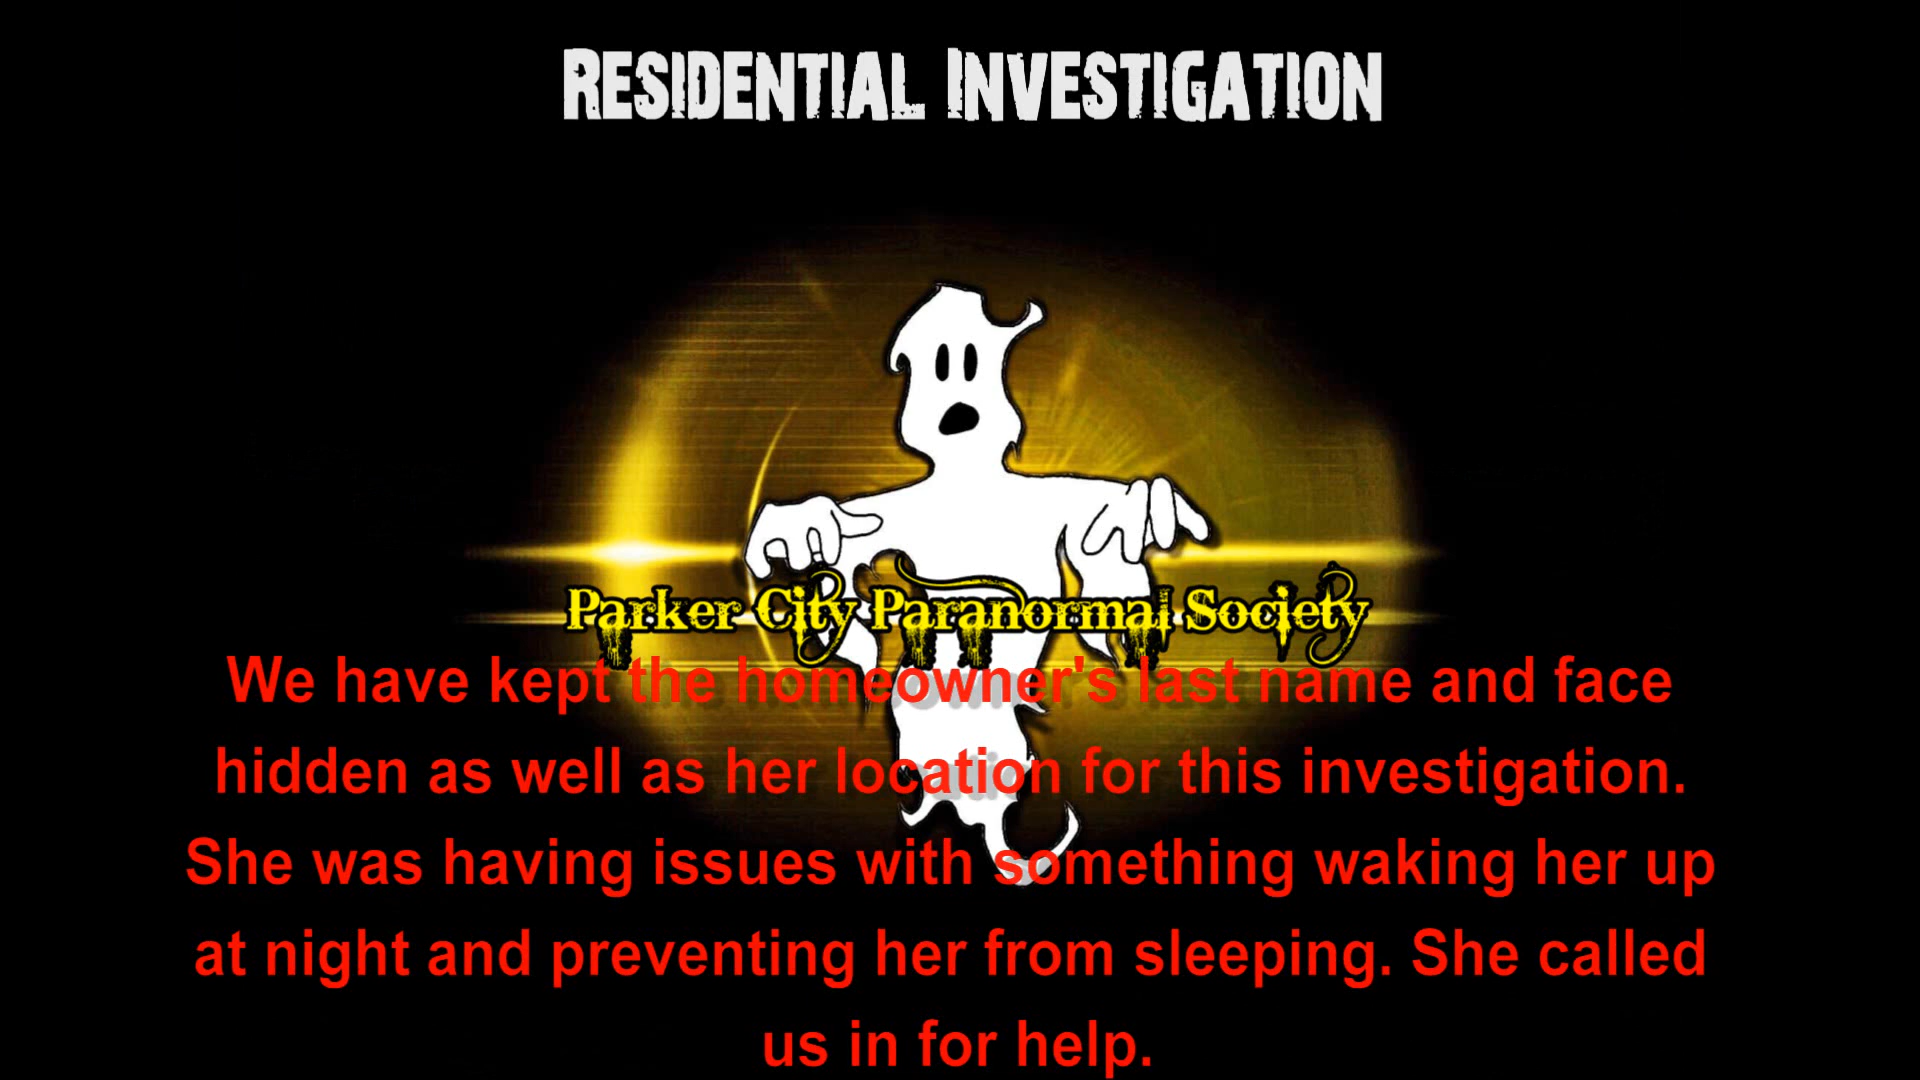 Residential Investigation
Parker City Paranormal Society
We have kept the homeowner's last name and face
hidden as well as her location for this investigation.
She was having issues with something waking her up
at night and preventing her from sleeping. She called
us in for help.